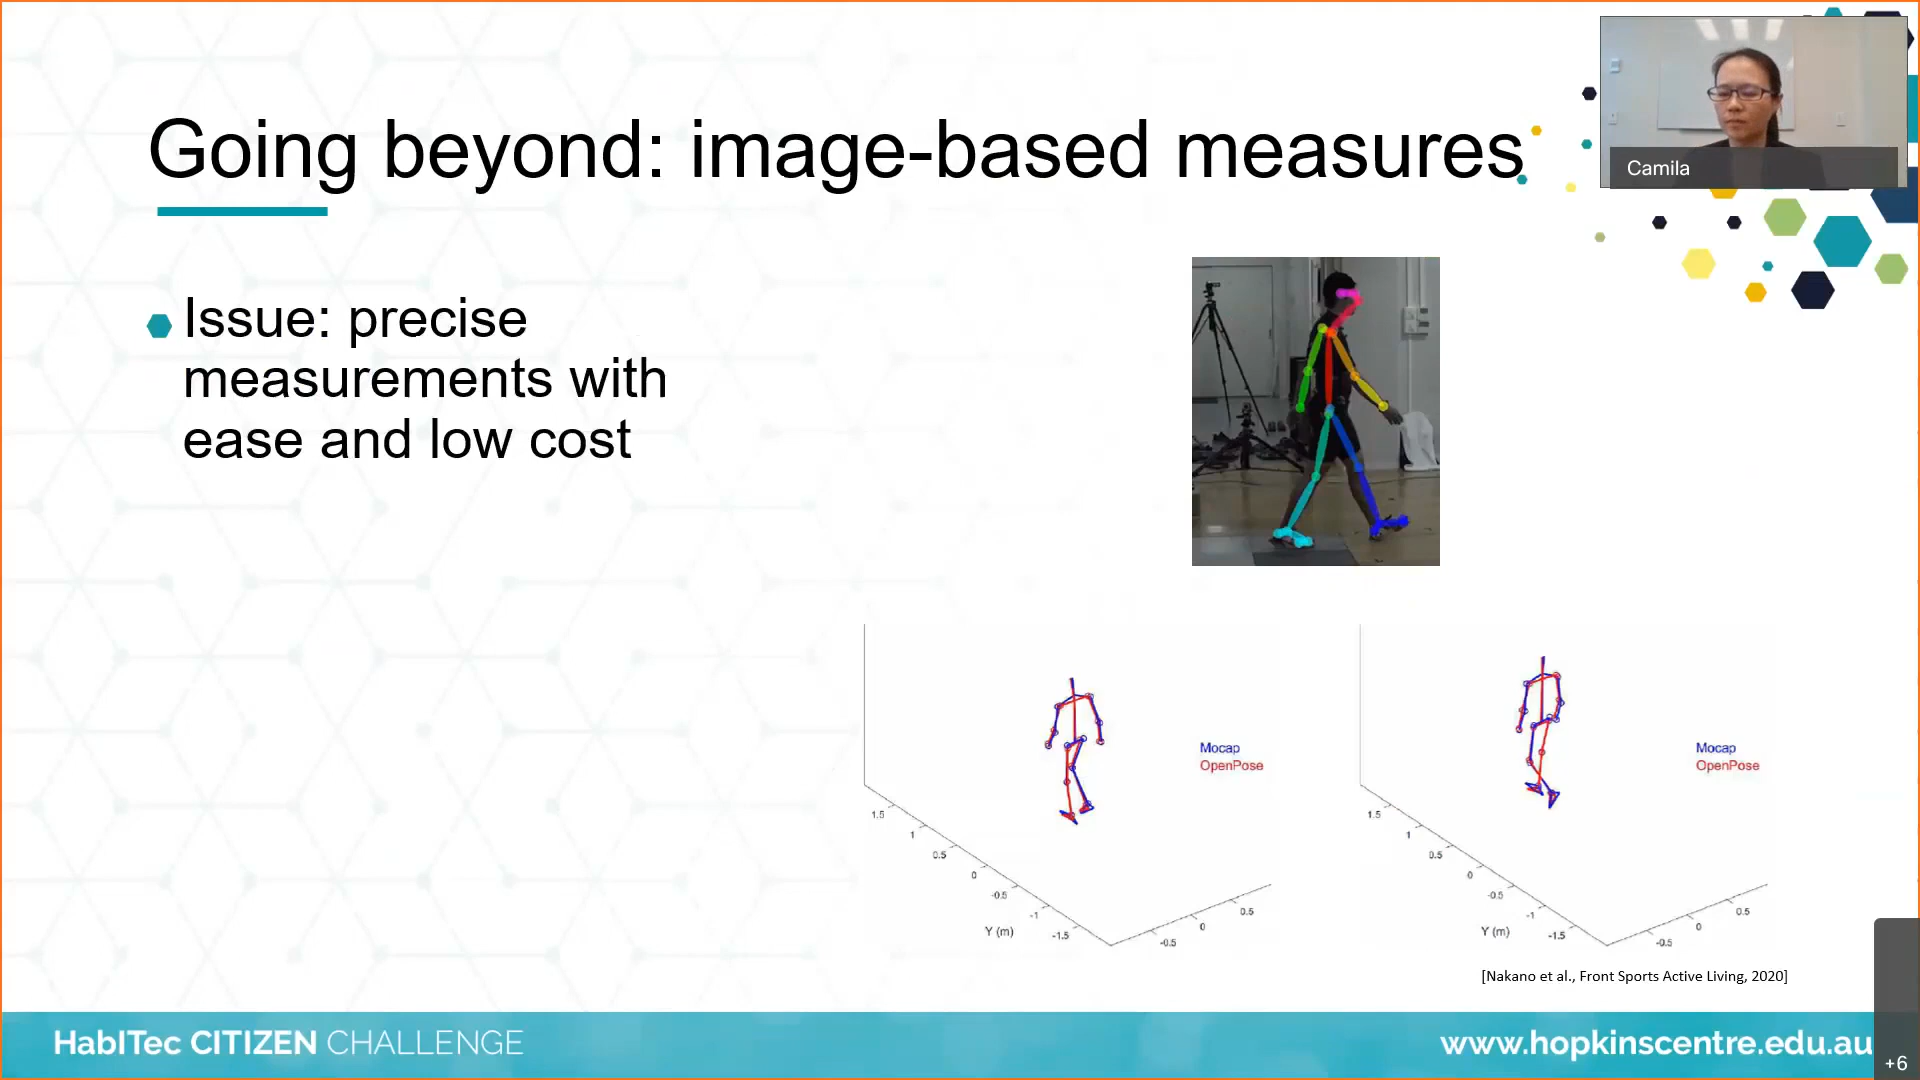 Going beyond: image-based measures
Camila
Issue: precise
measurements with
ease and low cost
Mocap
OpenPose
1.5
1
0.5
0
-0.5
-1
-1.5
Y (m)
-0.5
0
0.5
Mocap
OpenPose
1.5
1
0.5
0
-0.5
-1
-1.5
Y (m)
-0.5
0
0.5
[Nakano et al., Front Sports Active Living, 2020]
HabITec CITIZEN CHALLENGE
www.hopkinscentre.edu.au
+6